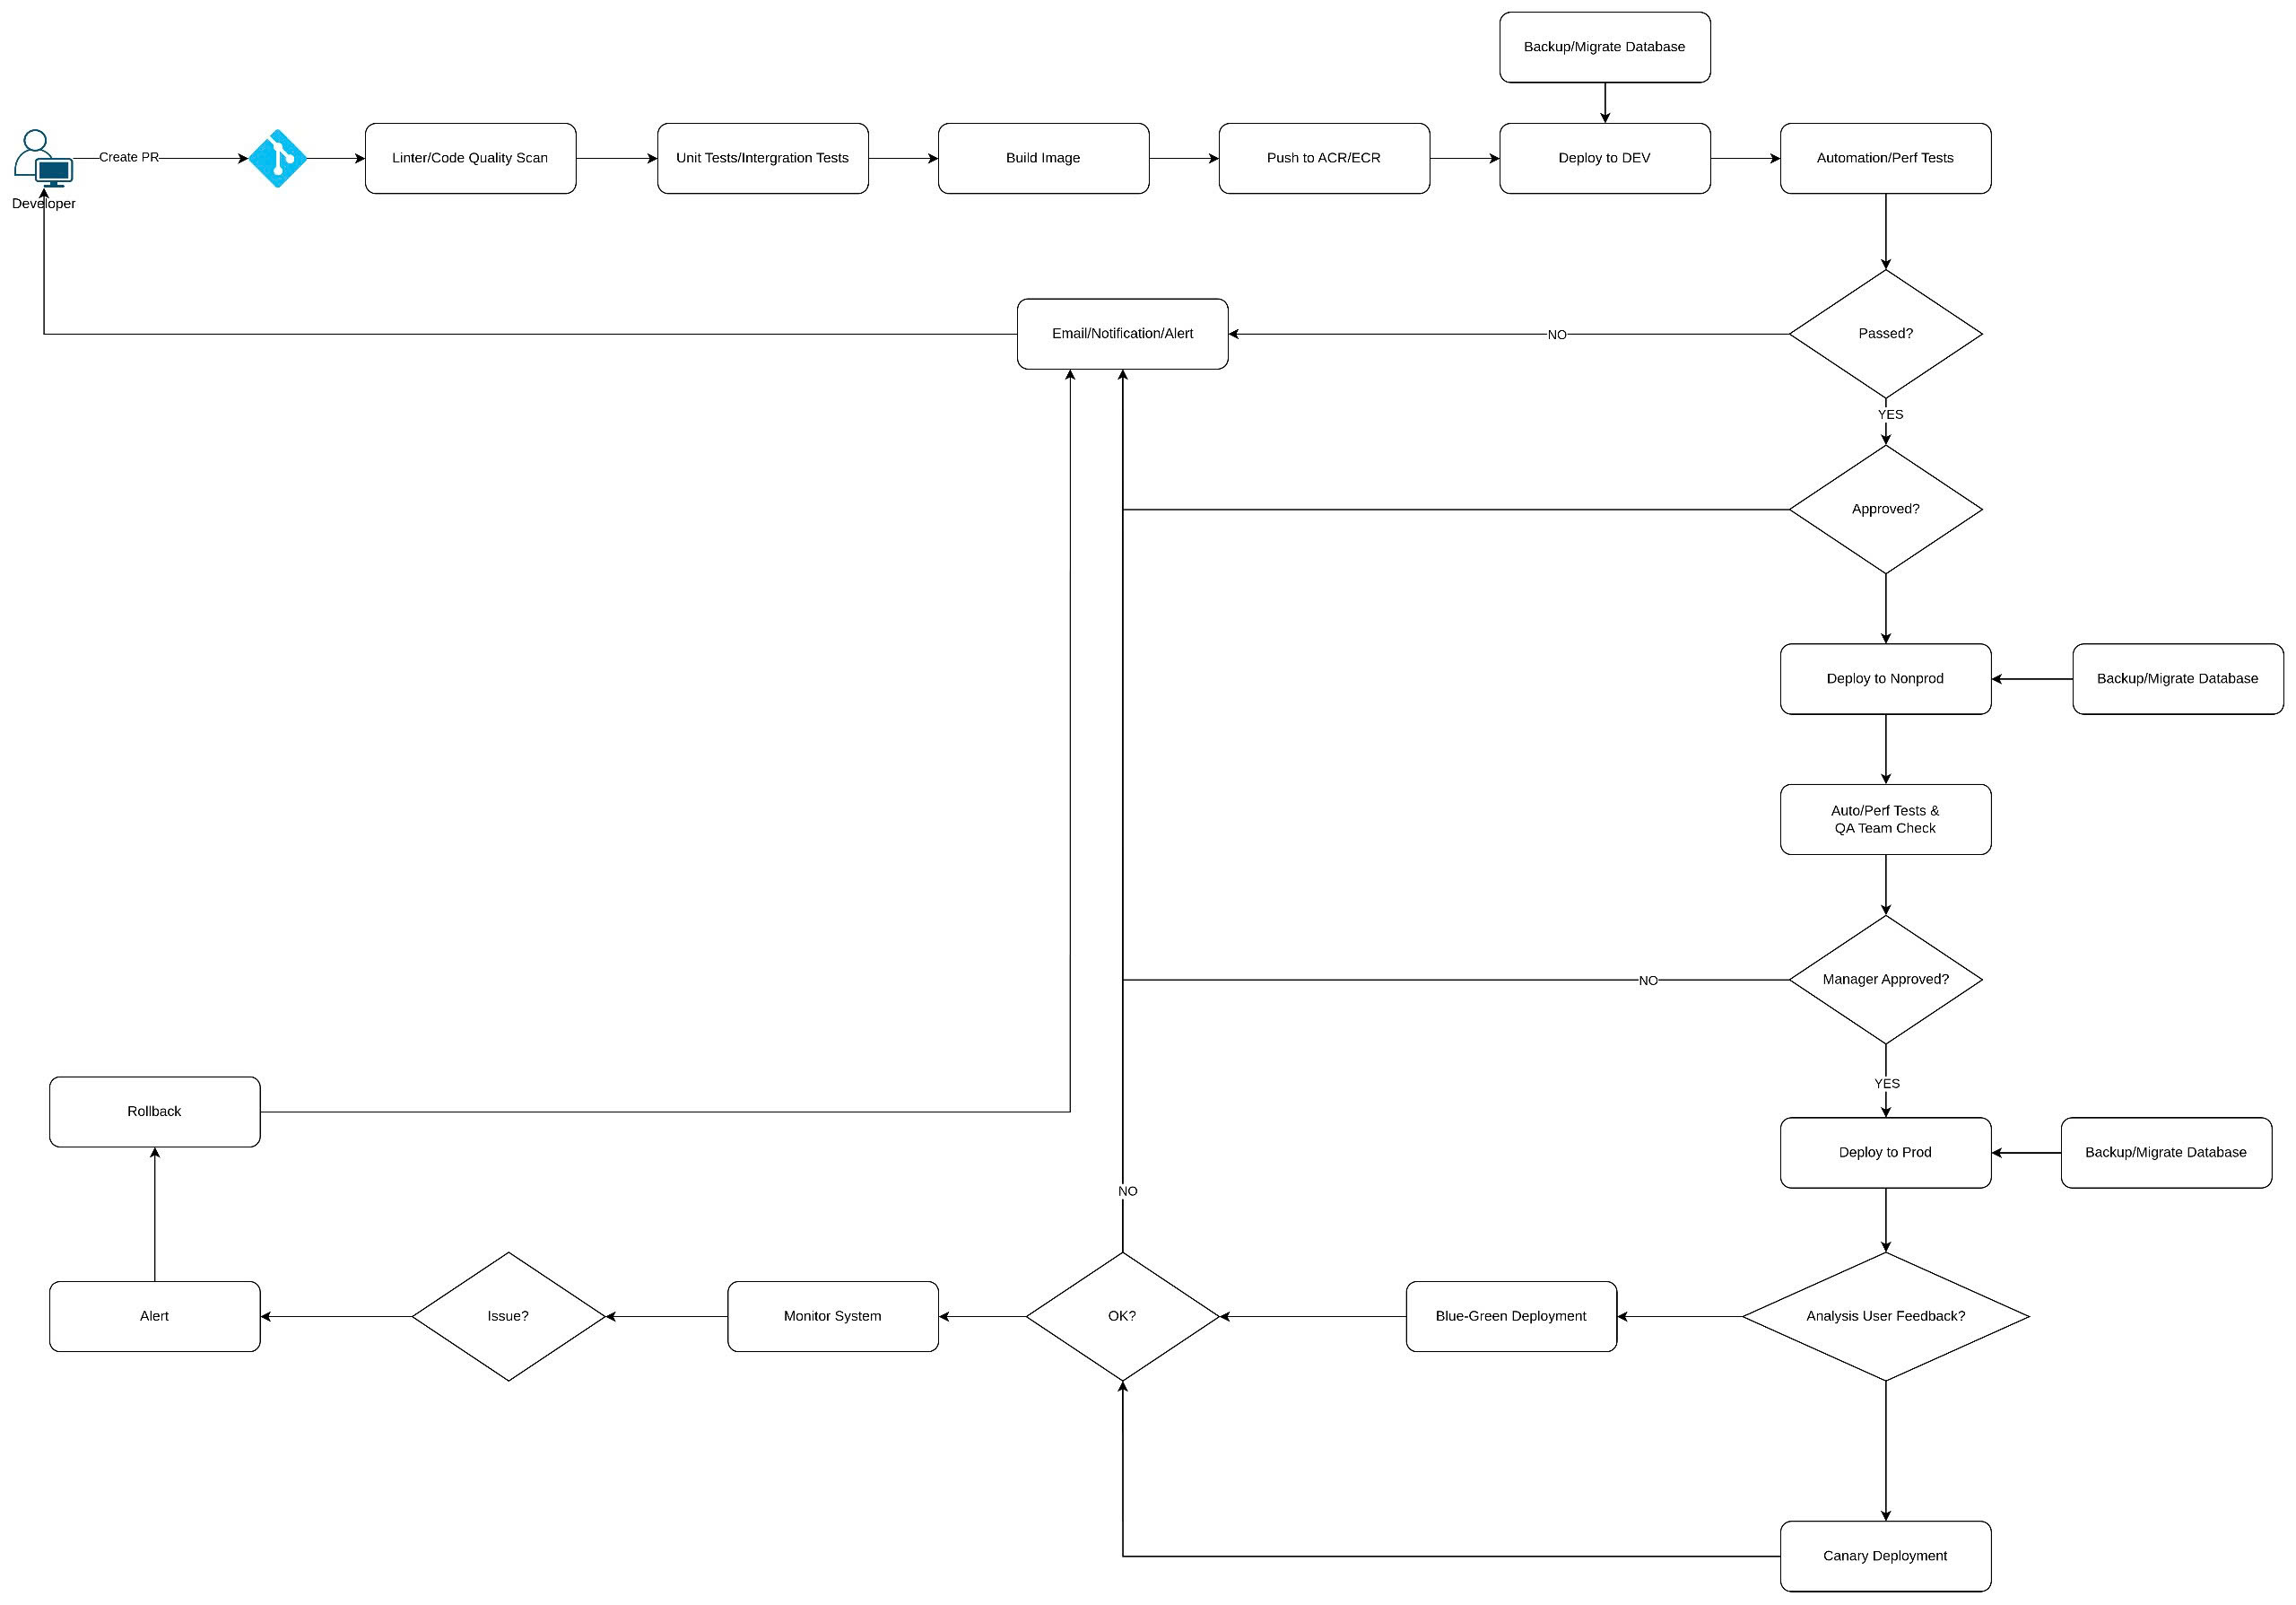 Backup/Migrate Database
Create PR
Developer
Linter/Code Quality Scan
Unit Tests/Intergration Tests
Build Image
Push to ACR/ECR
Deploy to DEV
Automation/Perf Tests
Email/Notification/Alert
NO
Passed?
YES
Approved?
Deploy to Nonprod
Backup/Migrate Database
Auto/Perf Tests &
QA Team Check
NO
Manager Approved?
YES
Rollback
Deploy to Prod
Backup/Migrate Database
NO
Alert
Issue?
Monitor System
OK?
Blue-Green Deployment
Analysis User Feedback?
Canary Deployment